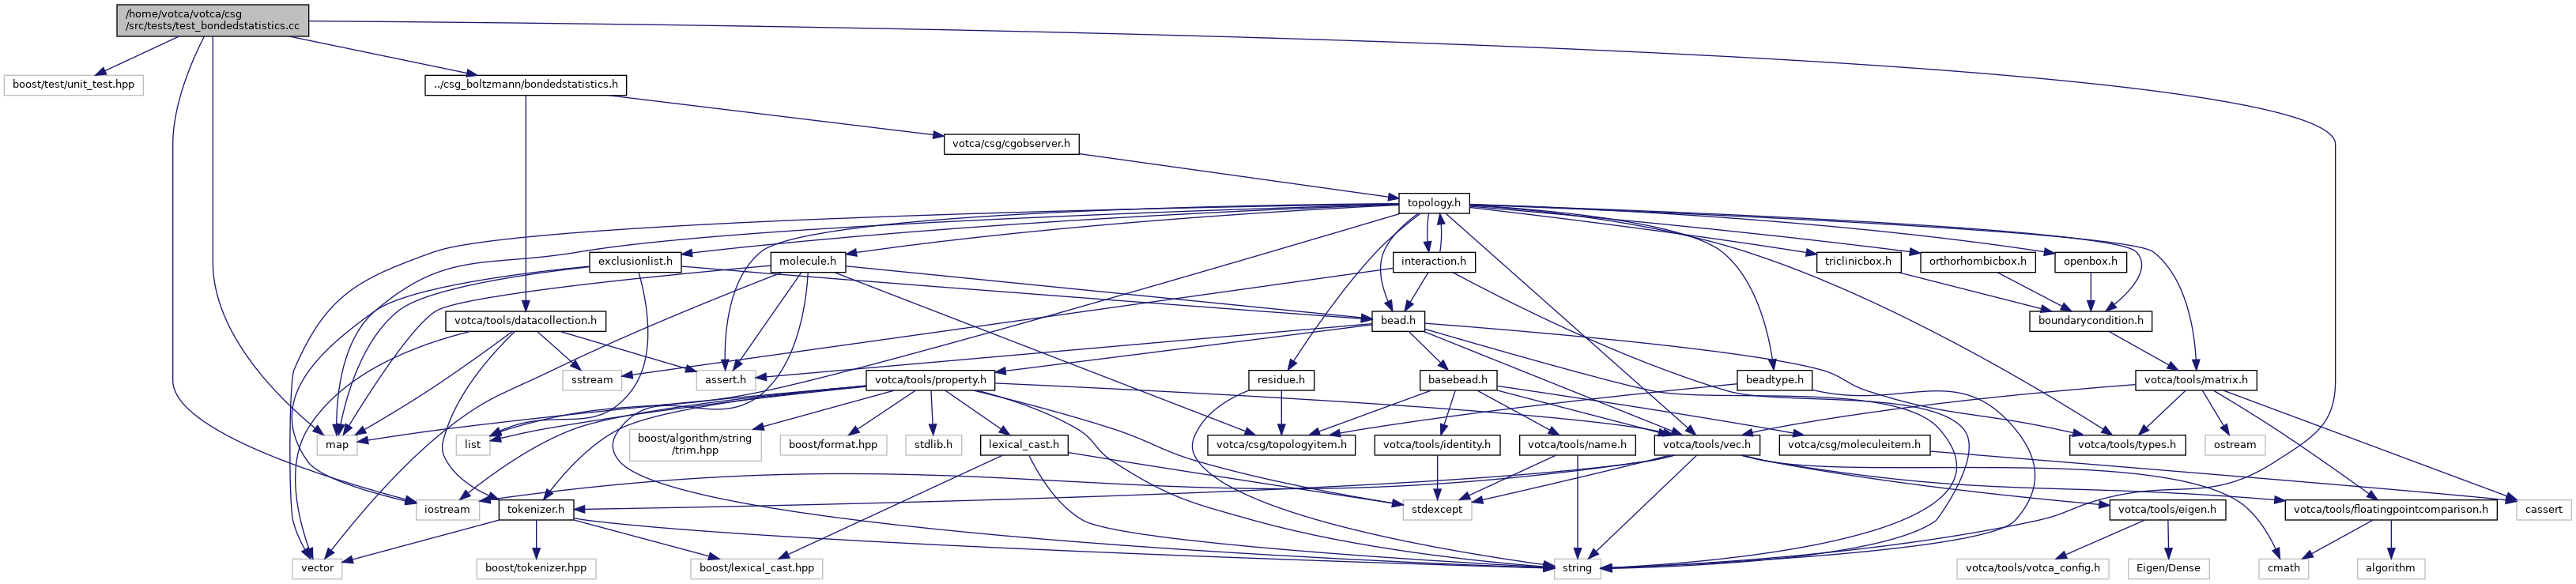 /home/votca/votca/csg
/src/tests/test_bondedstatistics.cc
boost/test/unit_test.hpp
../csg_boltzmann/bondedstatistics.h
votca/csg/cgobserver.h
topology.h
exclusionlist.h
molecule.h
interaction.h
triclinicbox.h
orthorhombicbox.h
openbox.h
votca/tools/datacollection.h
bead.h
boundarycondition.h
sstream
assert.h
votca/tools/property.h
residue.h
basebead.h
beadtype.h
votca/tools/matrix.h
map
list
boost/algorithm/string
/trim.hpp
boost/format.hpp
stdlib.h
lexical_cast.h
votca/csg/topologyitem.h
votca/tools/identity.h
votca/tools/name.h
votca/tools/vec.h
votca/csg/moleculeitem.h
votca/tools/types.h
ostream
iostream
tokenizer.h
stdexcept
votca/tools/eigen.h
votca/tools/floatingpointcomparison.h
cassert
vector
boost/tokenizer.hpp
boost/lexical_cast.hpp
string
votca/tools/votca_config.h
Eigen/Dense
cmath
algorithm